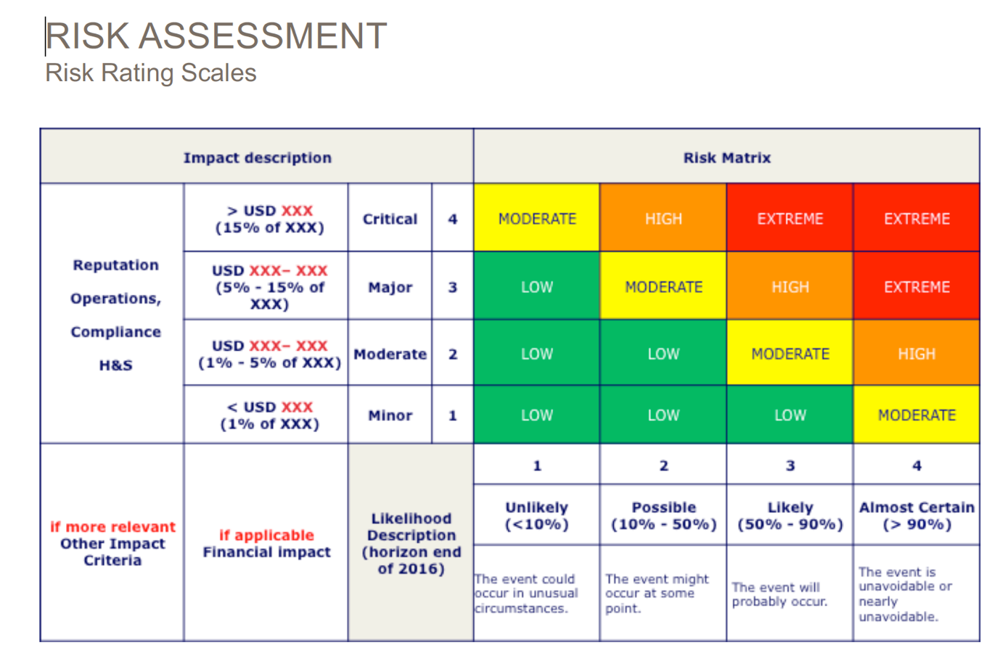 RISK ASSESSMENT
Risk Rating Scales
Impact description
Risk Matrix
Reputation
Operations,
Compliance
H&S
> USD XXX
(15% of XXX)
Critical
4
MODERATE
HIGH
EXTREME
EXTREME
USD XXX– XXX
(5% - 15% of
XXX)
Major
3
LOW
MODERATE
HIGH
EXTREME
USD XXX– XXX
(1% - 5% of XXX)
Moderate
2
LOW
LOW
MODERATE
HIGH
< USD XXX
(1% of XXX)
Minor
1
LOW
LOW
LOW
MODERATE
if more relevant
Other Impact
Criteria
if applicable
Financial impact
Likelihood
Description
(horizon end
of 2016)
1
2
3
4
Unlikely
(<10%)
Possible
(10% - 50%)
Likely
(50% - 90%)
Almost Certain
(> 90%)
The event could
occur in unusual
circumstances.
The event might
occur at some
point.
The event will
probably occur.
The event is
unavoidable or
nearly
unavoidable.